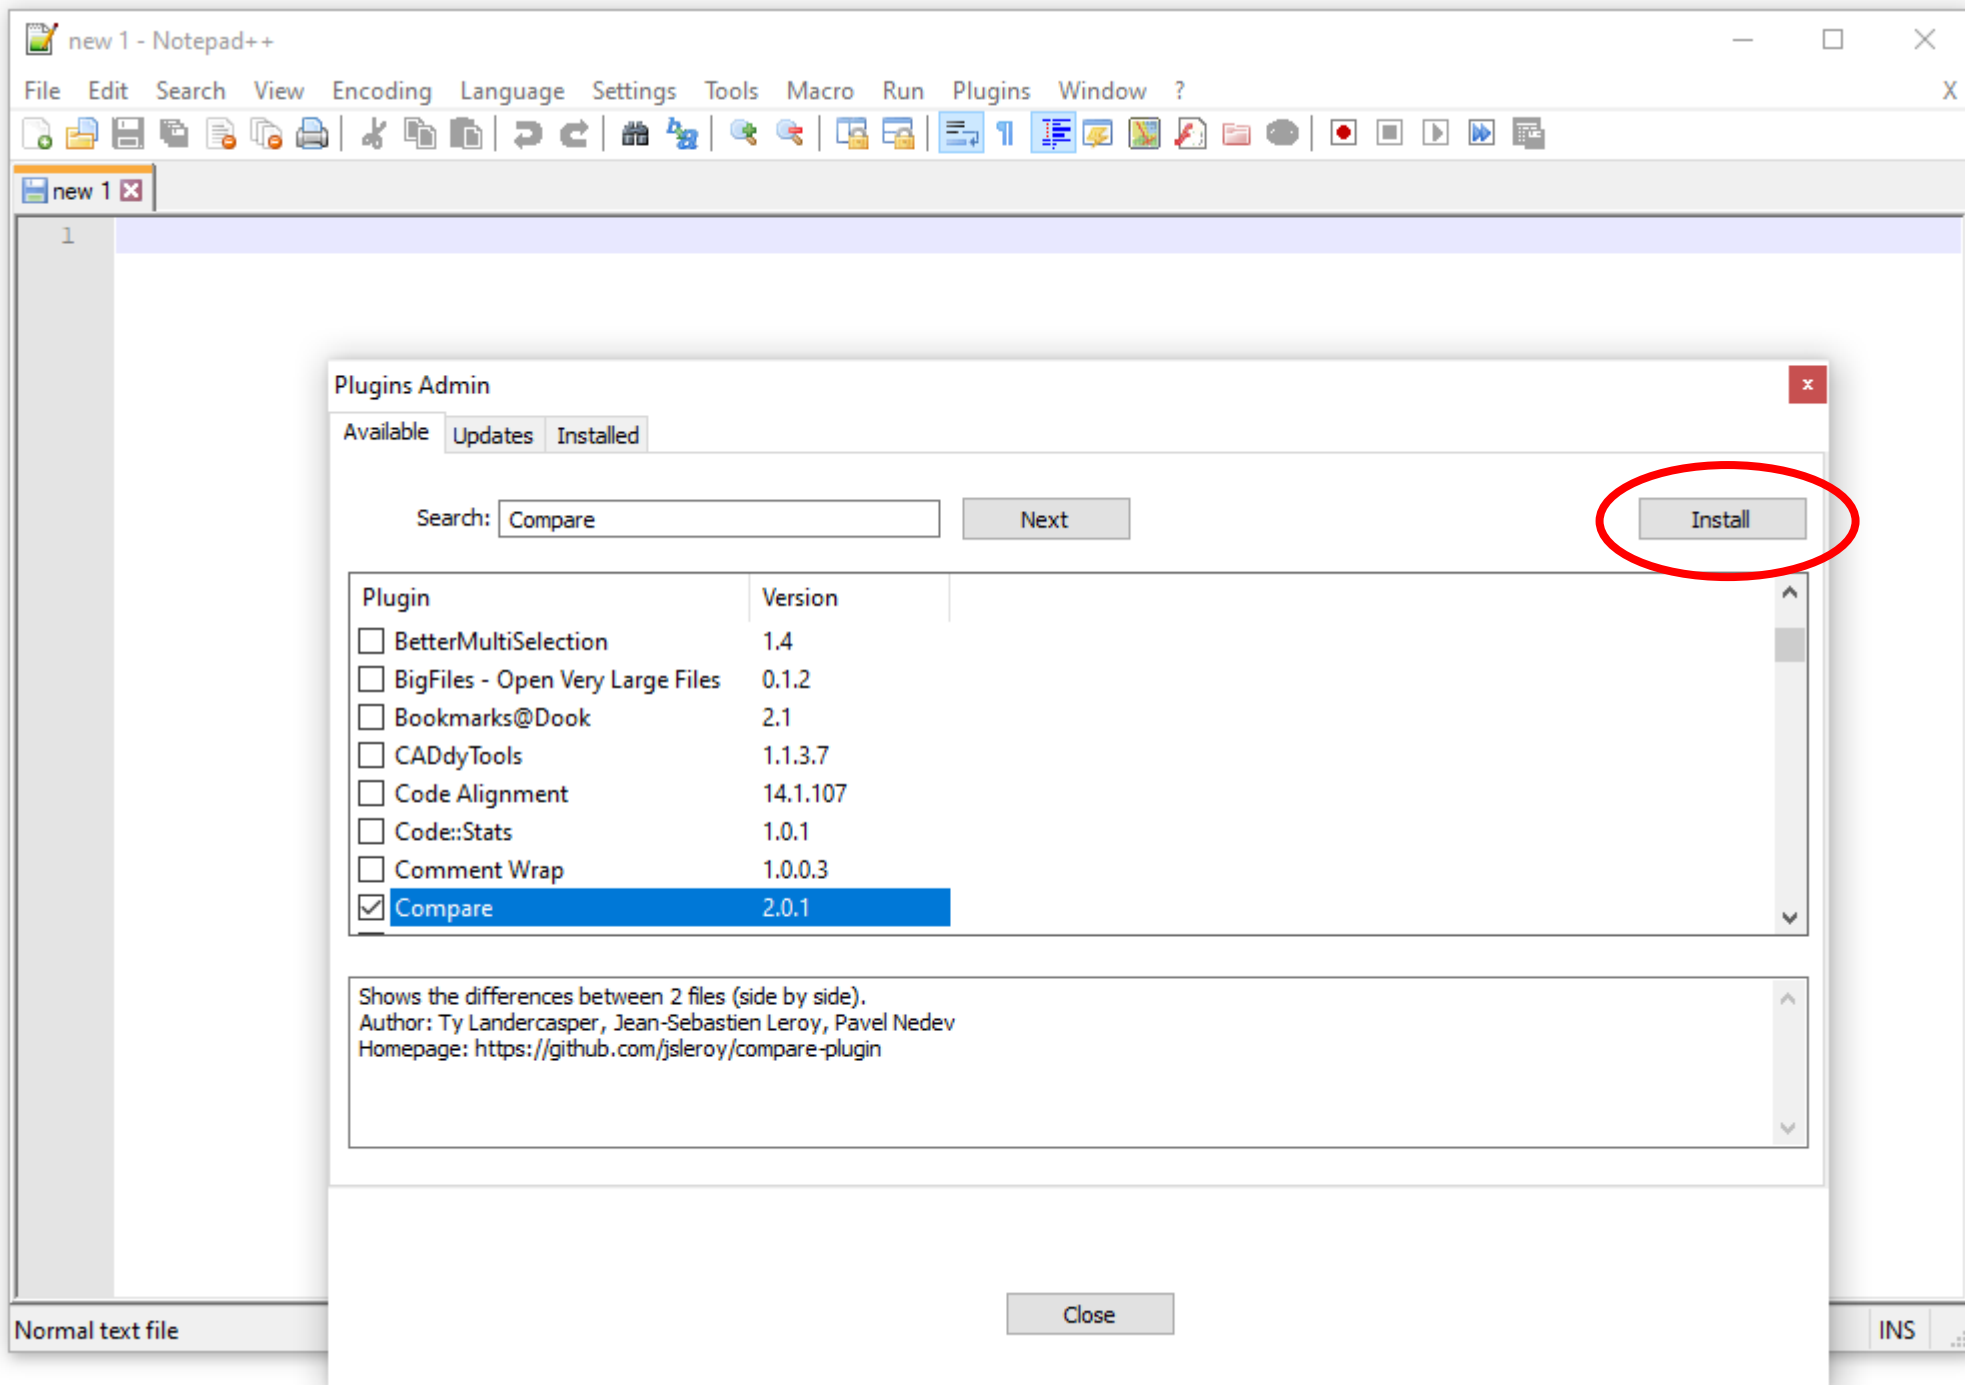 new 1 - Notepad++
File Edit Search View Encoding Language Settings Tools Macro Run Plugins Window ? X
new 1
1
Plugins Admin
Available Updates Installed
Search: Compare Next Install
Plugin Version
BetterMultiSelection 1.4
BigFiles - Open Very Large Files 0.1.2
Bookmarks@Dook 2.1
CADdyTools 1.1.3.7
Code Alignment 14.1.107
Code::Stats 1.0.1
Comment Wrap 1.0.0.3
Compare 2.0.1
Shows the differences between 2 files (side by side).
Author: Ty Landercasper, Jean-Sebastien Leroy, Pavel Nedev
Homepage: https://github.com/jsleroy/compare-plugin
Close
Normal text file INS